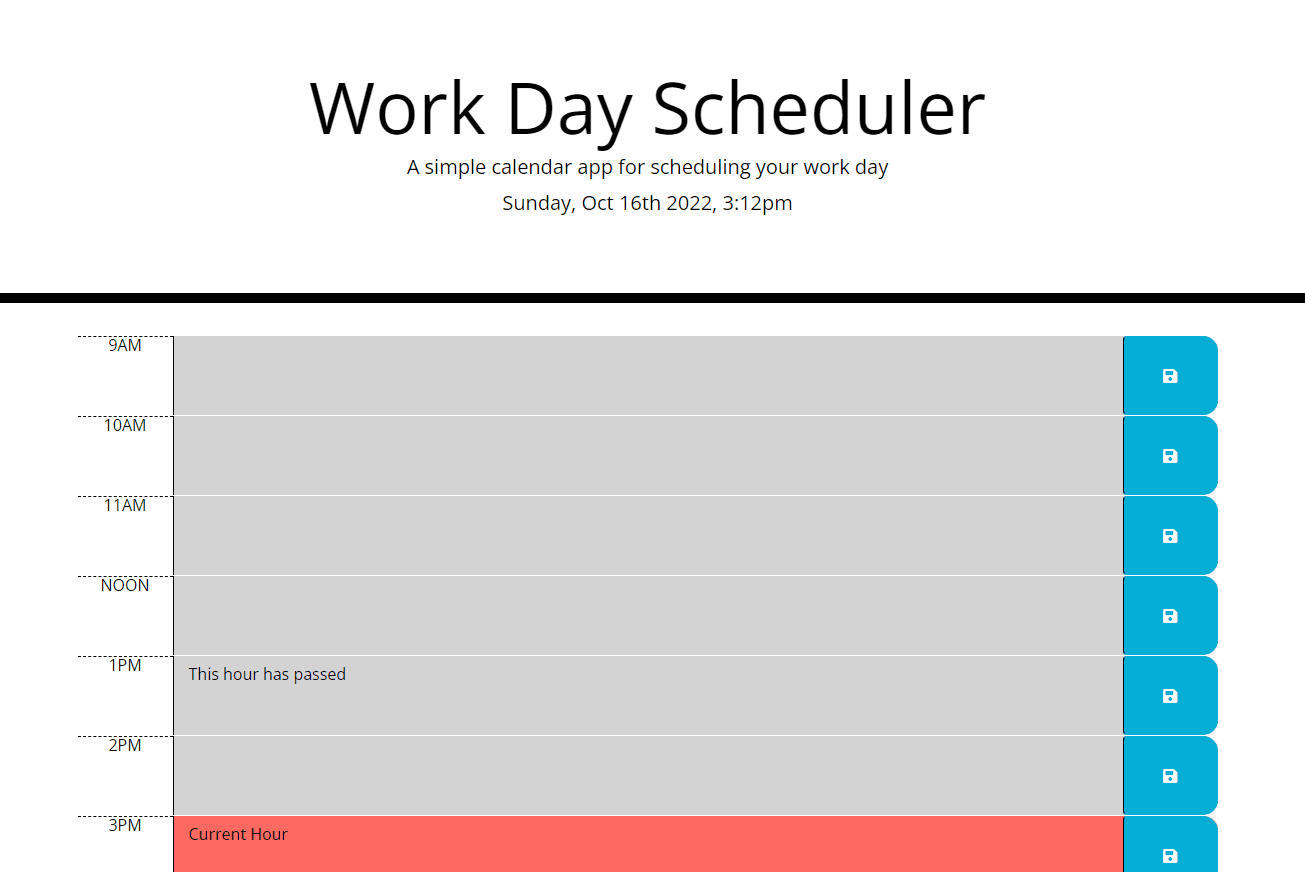 Work Day Scheduler
A simple calendar app for scheduling your work day
Sunday, Oct 16th 2022, 3:12pm
9AM
10AM
11AM
NOON
1PM This hour has passed
2PM
3PM Current Hour